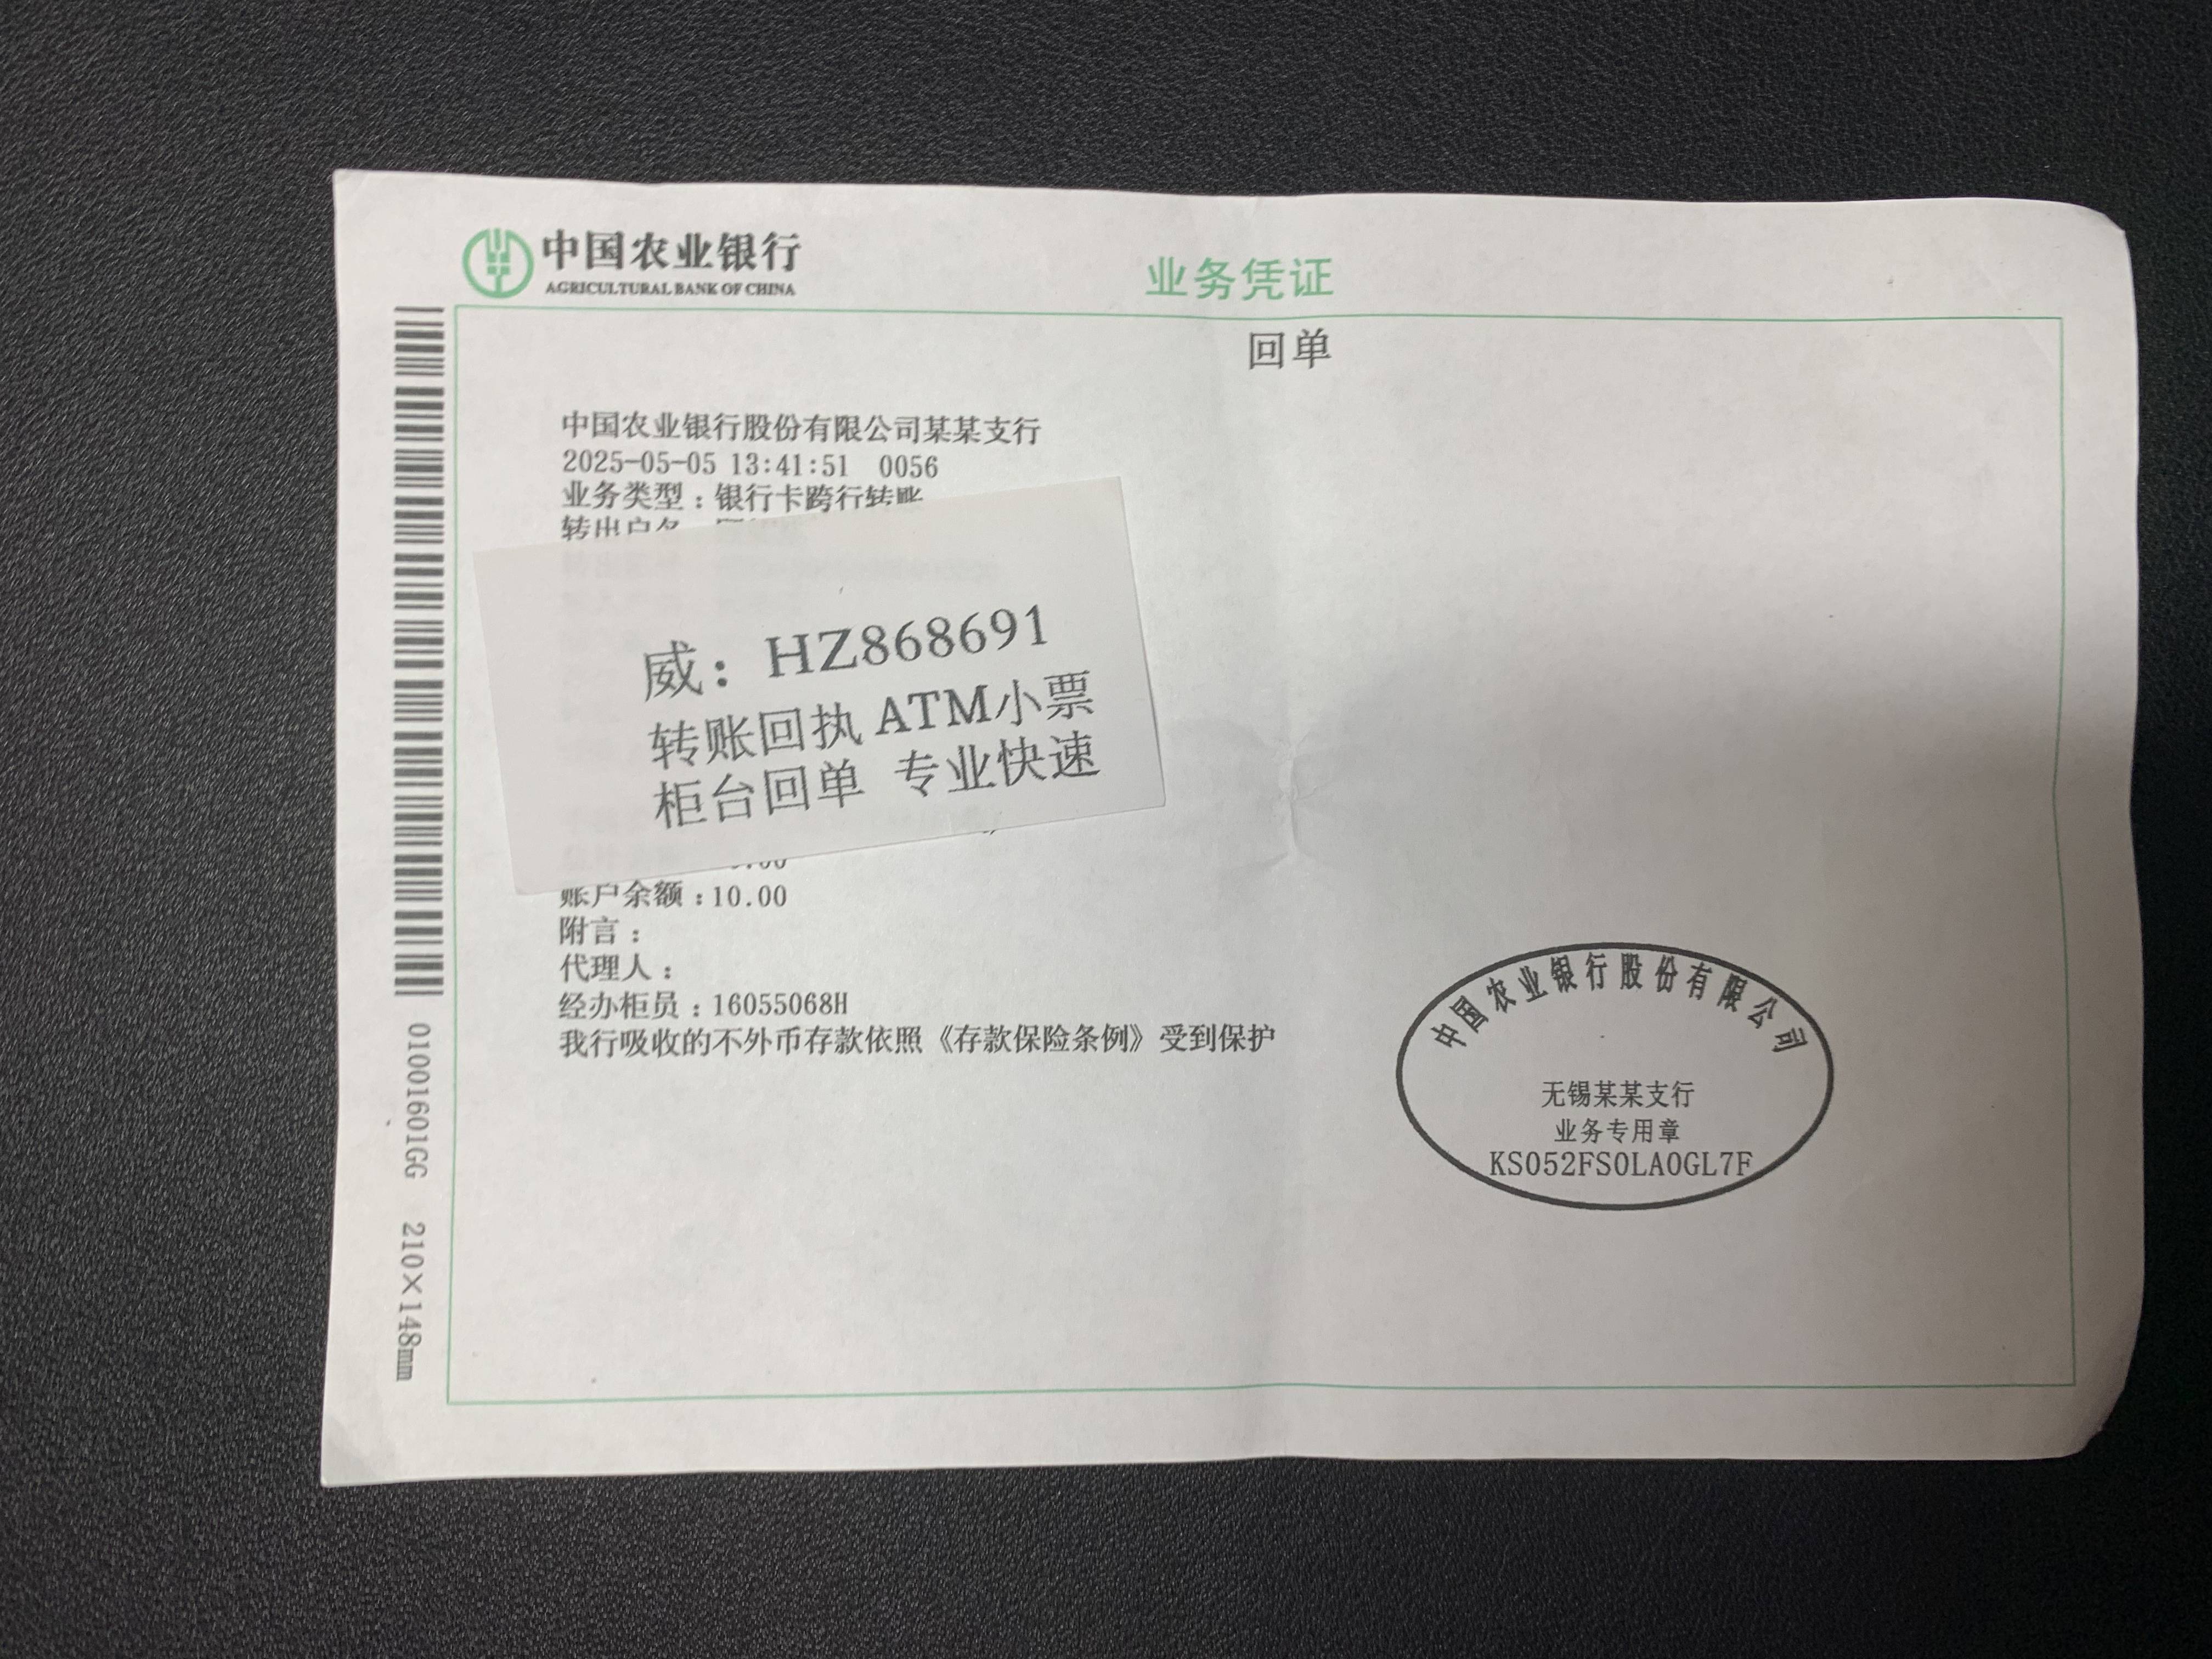 中国农业银行
AGRICULTURAL BANK OF CHINA
业务凭证
回单
中国农业银行股份有限公司某某支行
2025-05-05 13:41:51 0056
业务类型：银行卡跨行转账
转出户名
威：HZ868691
转账回执 ATM小票
柜台回单 专业快速
账户余额：10.00
附言：
代理人：
经办柜员：16055068H
我行吸收的不外币存款依照《存款保险条例》受到保护
中国农业银行股份有限公司
无锡某某支行
业务专用章
KS052FS0LA0GL7F
01001601GG 210×148mm